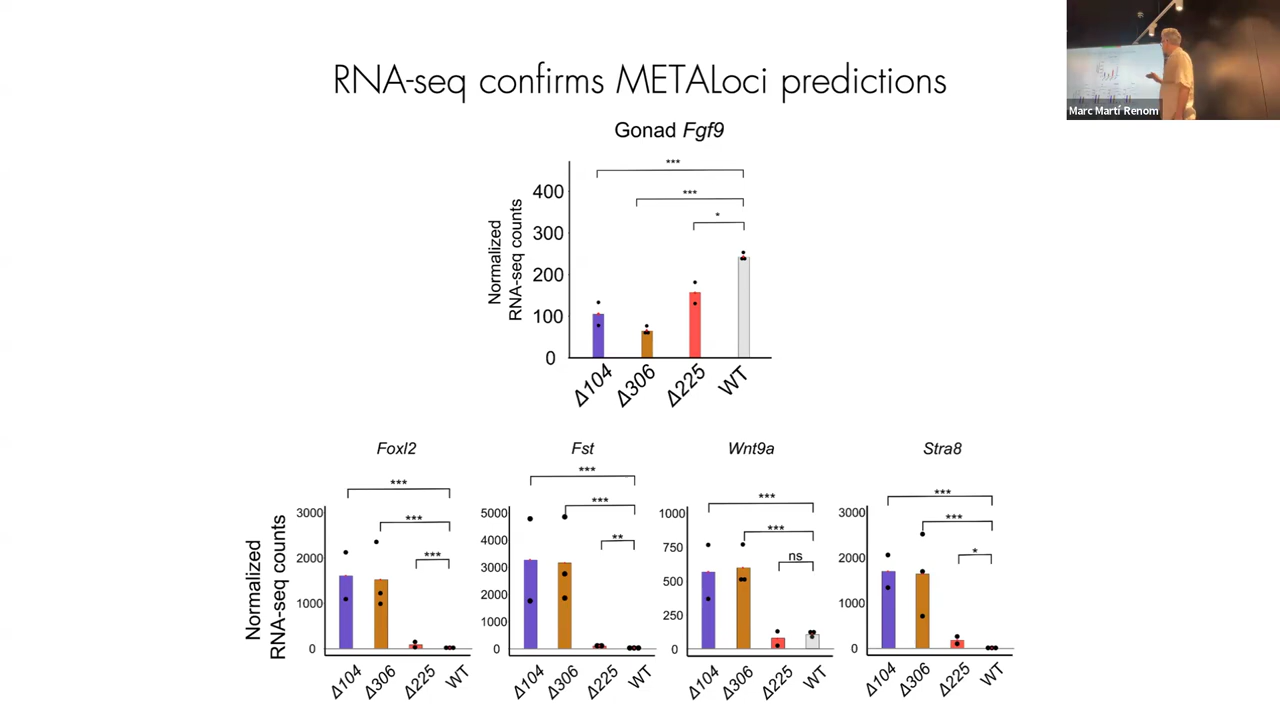 RNA-seq confirms METALoci predictions
Marc Martí Renom
Gonad Fgf9
Normalized
RNA-seq counts
400
300
200
100
0
***
***
*
Δ104
Δ306
Δ225
WT
Foxl2
Fst
Wnt9a
Stra8
Normalized
RNA-seq counts
3000
2000
1000
0
***
***
***
Δ104
Δ306
Δ225
WT
5000
4000
3000
2000
1000
0
***
***
**
Δ104
Δ306
Δ225
WT
1000
750
500
250
0
***
***
ns
Δ104
Δ306
Δ225
WT
3000
2000
1000
0
***
***
*
Δ104
Δ306
Δ225
WT